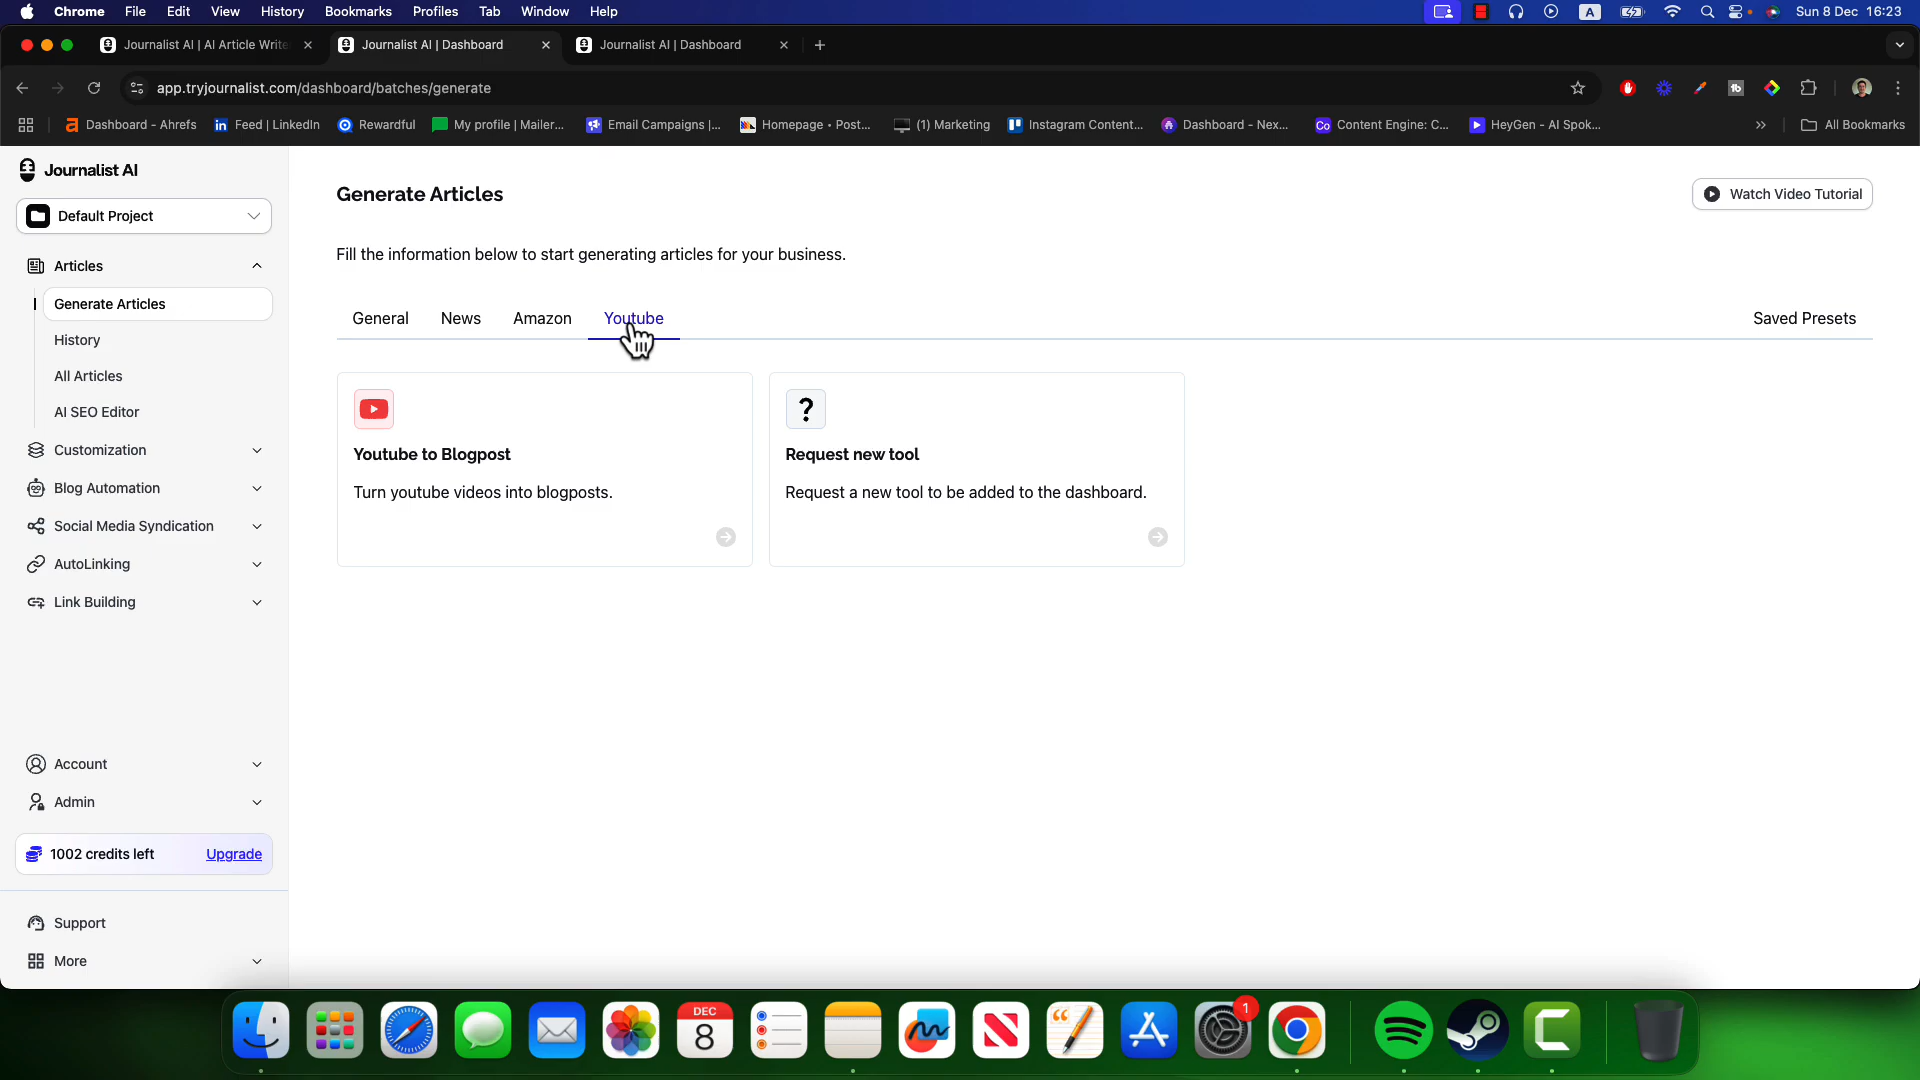 Chrome File Edit View History Bookmarks Profiles Tab Window Help A Sun 8 Dec 16:23
Journalist AI | AI Article Write Journalist AI | Dashboard Journalist AI | Dashboard
app.tryjournalist.com/dashboard/batches/generate
Dashboard - Ahrefs Feed | LinkedIn Rewardful My profile | Mailer... Email Campaigns |... Homepage • Post... (1) Marketing Instagram Content... Dashboard - Nex... Content Engine: C... HeyGen - AI Spok... All Bookmarks
Journalist AI
Default Project
Articles
Generate Articles
History
All Articles
AI SEO Editor
Customization
Blog Automation
Social Media Syndication
AutoLinking
Link Building
Account
Admin
1002 credits left Upgrade
Support
More
Generate Articles
Watch Video Tutorial
Fill the information below to start generating articles for your business.
General News Amazon Youtube Saved Presets
Youtube to Blogpost
Turn youtube videos into blogposts.
?
Request new tool
Request a new tool to be added to the dashboard.
DEC
8
1